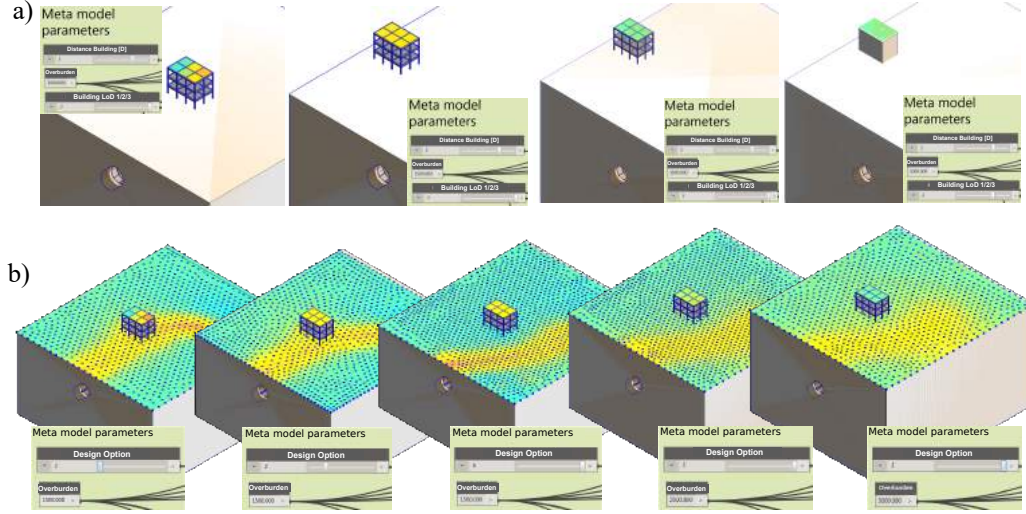 a)
Meta model
parameters
Distance Building [D]
Overburden
Building LoD 1/2/3
Meta model
parameters
Distance Building [D]
Overburden
Building LoD 1/2/3
Meta model
parameters
Distance Building [D]
Overburden
Building LoD 1/2/3
Meta model
parameters
Distance Building [D]
Overburden
Building LoD 1/2/3
b)
Meta model parameters
Design Option
Overburden
Meta model parameters
Design Option
Overburden
Meta model parameters
Design Option
Overburden
Meta model parameters
Design Option
Overburden
Meta model parameters
Design Option
Overburden